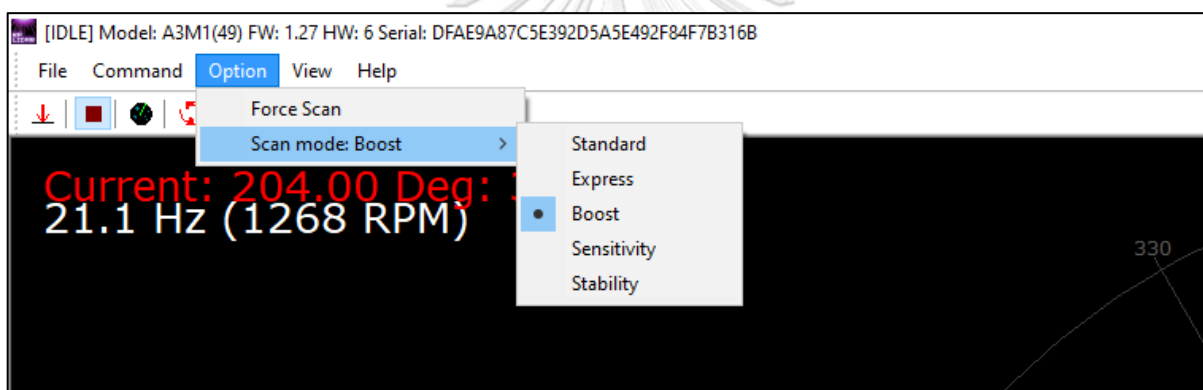 [IDLE] Model: A3M1(49) FW: 1.27 HW: 6 Serial: DFAE9A87C5E392D5A5E492F84F7B316B
File Command Option View Help
Force Scan
Scan mode: Boost
Standard
Express
Boost
Sensitivity
Stability
Current: 204.00 Deg:
21.1 Hz (1268 RPM)
330